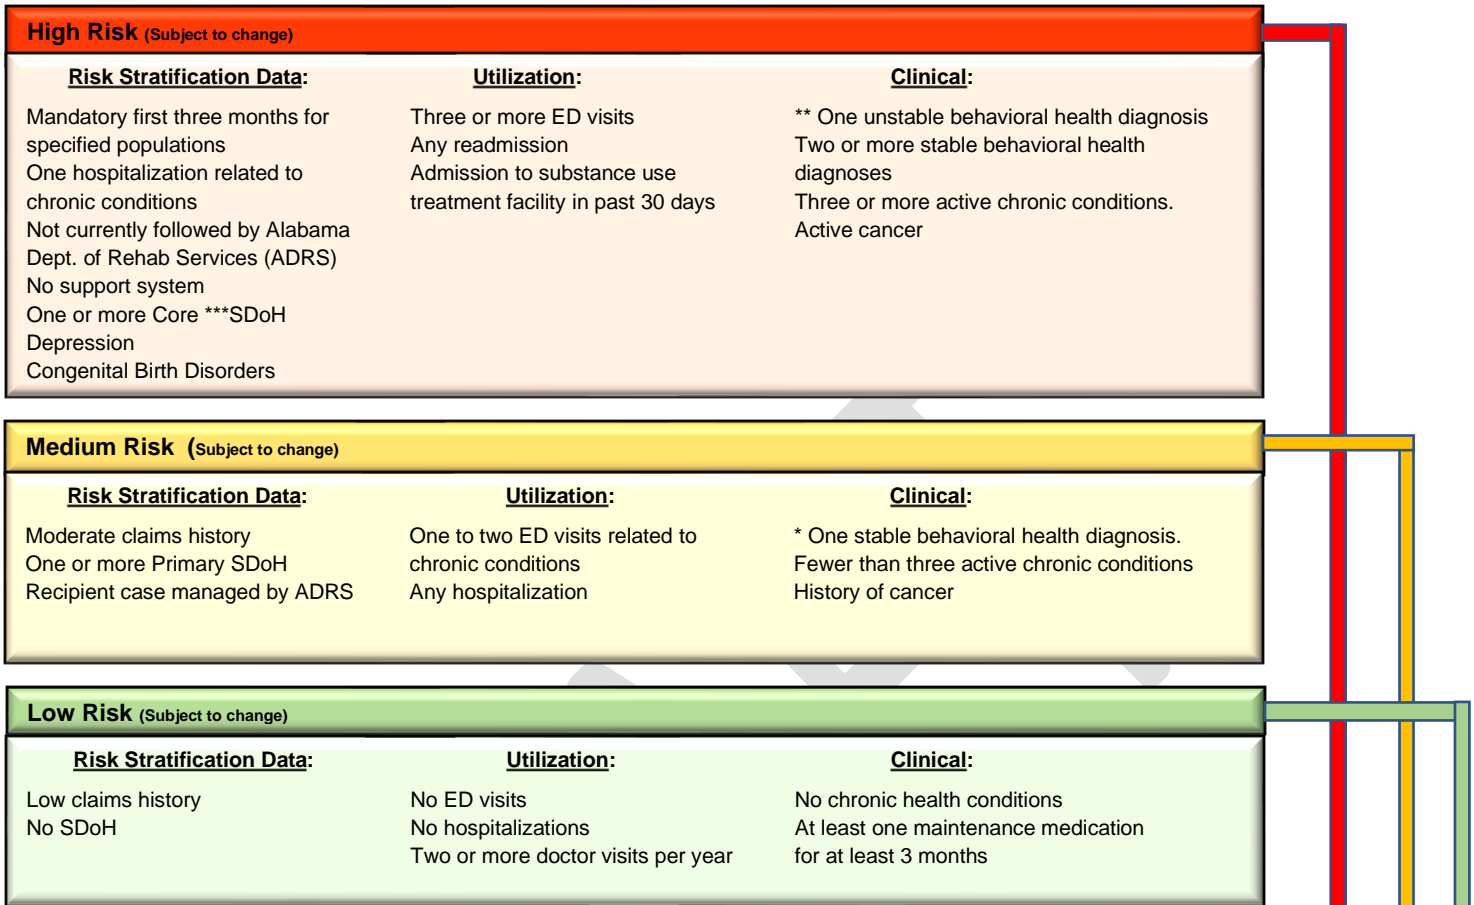 High Risk (Subject to change)
Risk Stratification Data:
Mandatory first three months for
specified populations
One hospitalization related to
chronic conditions
Not currently followed by Alabama
Dept. of Rehab Services (ADRS)
No support system
One or more Core ***SDoH
Depression
Congenital Birth Disorders
Utilization:
Three or more ED visits
Any readmission
Admission to substance use
treatment facility in past 30 days
Clinical:
** One unstable behavioral health diagnosis
Two or more stable behavioral health
diagnoses
Three or more active chronic conditions.
Active cancer
Medium Risk (Subject to change)
Risk Stratification Data:
Moderate claims history
One or more Primary SDoH
Recipient case managed by ADRS
Utilization:
One to two ED visits related to
chronic conditions
Any hospitalization
Clinical:
* One stable behavioral health diagnosis.
Fewer than three active chronic conditions
History of cancer
Low Risk (Subject to change)
Risk Stratification Data:
Low claims history
No SDoH
Utilization:
No ED visits
No hospitalizations
Two or more doctor visits per year
Clinical:
No chronic health conditions
At least one maintenance medication
for at least 3 months